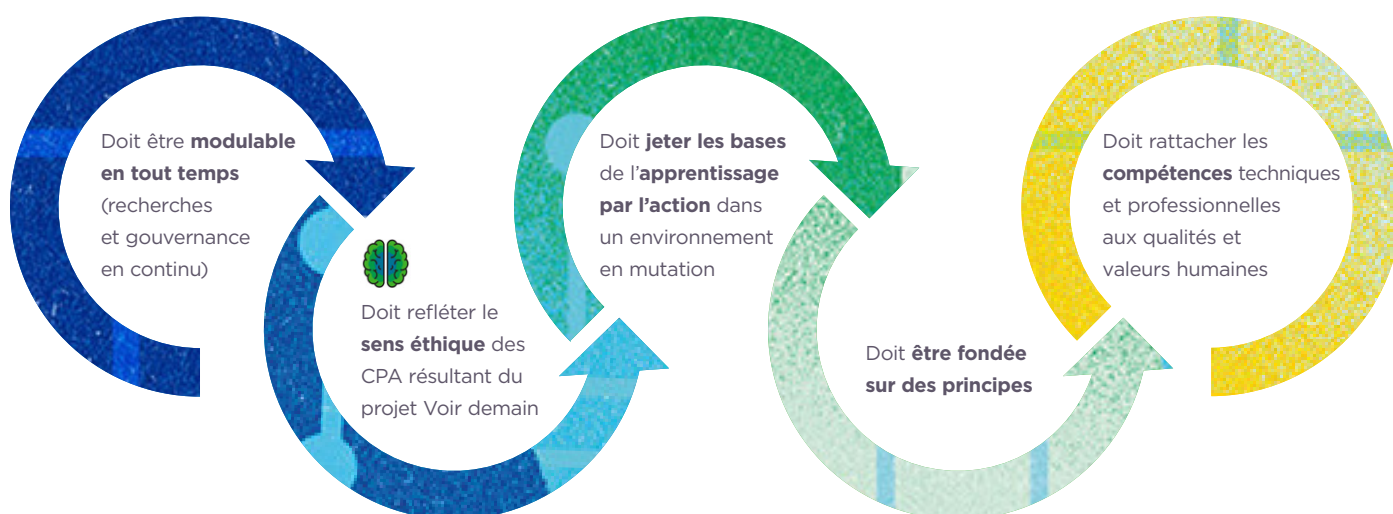 Doit être modulable
en tout temps
(recherches
et gouvernance
en continu)
Doit refléter le
sens éthique des
CPA résultant du
projet Voir demain
Doit jeter les bases
de l'apprentissage
par l'action dans
un environnement
en mutation
Doit être fondée
sur des principes
Doit rattacher les
compétences techniques
et professionnelles
aux qualités et
valeurs humaines